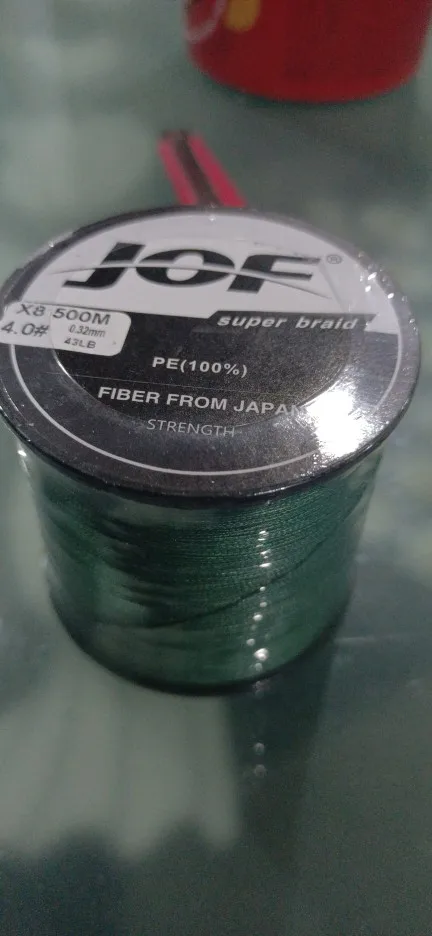 JOF®
super braid
X8 500M
4.0# 0.32mm
43LB
PE(100%)
FIBER FROM JAPAN
STRENGTH